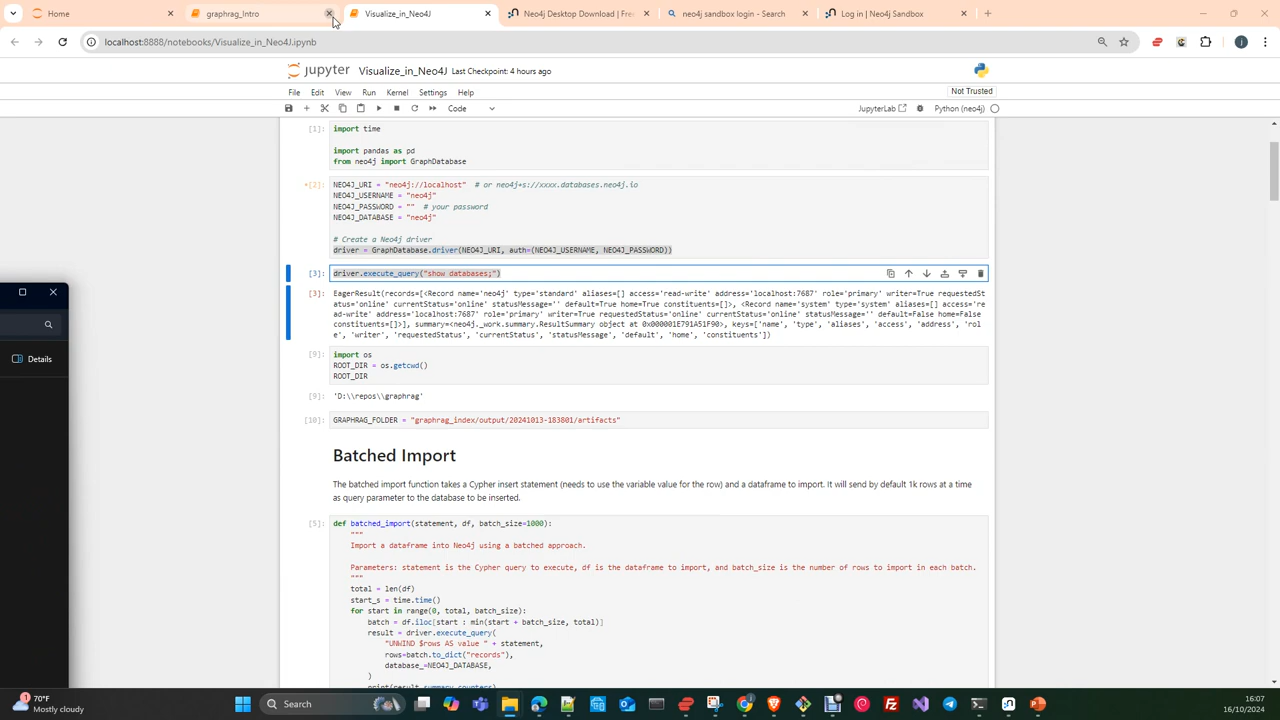 Home
graphrag_Intro
Visualize_in_Neo4J
Neo4j Desktop Download | Free
neo4j sandbox login - Search
Log in | Neo4j Sandbox
localhost:8888/notebooks/Visualize_in_Neo4J.ipynb
jupyter Visualize_in_Neo4J Last Checkpoint: 4 hours ago
File Edit View Run Kernel Settings Help
Not Trusted
Code
JupyterLab
Python (neo4j)
[1]: import time
import pandas as pd
from neo4j import GraphDatabase
•[2]: NEO4J_URI = "neo4j://localhost" # or neo4j+s://xxxx.databases.neo4j.io
NEO4J_USERNAME = "neo4j"
NEO4J_PASSWORD = "" # your password
NEO4J_DATABASE = "neo4j"
# Create a Neo4j driver
driver = GraphDatabase.driver(NEO4J_URI, auth=(NEO4J_USERNAME, NEO4J_PASSWORD))
[3]: driver.execute_query("show databases;")
[3]: EagerResult(records=[<Record name='neo4j' type='standard' aliases=[] access='read-write' address='localhost:7687' role='primary' writer=True requestedS
tatus='online' currentStatus='online' statusMessage='' default=True home=True constituents=[]>, <Record name='system' type='system' aliases=[] access='re
ad-write' address='localhost:7687' role='primary' writer=True requestedStatus='online' currentStatus='online' statusMessage='' default=False home=False
constituents=[]>], summary=<neo4j._work.summary.ResultSummary object at 0x000001E791A51F90>, keys=['name', 'type', 'aliases', 'access', 'address', 'rol
e', 'writer', 'requestedStatus', 'currentStatus', 'statusMessage', 'default', 'home', 'constituents'])
Details
[9]: import os
ROOT_DIR = os.getcwd()
ROOT_DIR
[9]: 'D:\\repos\\graphrag'
[10]: GRAPHRAG_FOLDER = "graphrag_index/output/20241013-183801/artifacts"
Batched Import
The batched import function takes a Cypher insert statement (needs to use the variable value for the row) and a dataframe to import. It will send by default 1k rows at a time
as query parameter to the database to be inserted.
[5]: def batched_import(statement, df, batch_size=1000):
"""
Import a dataframe into Neo4j using a batched approach.
Parameters: statement is the Cypher query to execute, df is the dataframe to import, and batch_size is the number of rows to import in each batch.
"""
total = len(df)
start_s = time.time()
for start in range(0, total, batch_size):
batch = df.iloc[start : min(start + batch_size, total)]
result = driver.execute_query(
"UNWIND $rows AS value " + statement,
rows=batch.to_dict("records"),
database_=NEO4J_DATABASE,
)
print(result.summary.counters)
1
70°F
Mostly cloudy
Search
16:07
16/10/2024